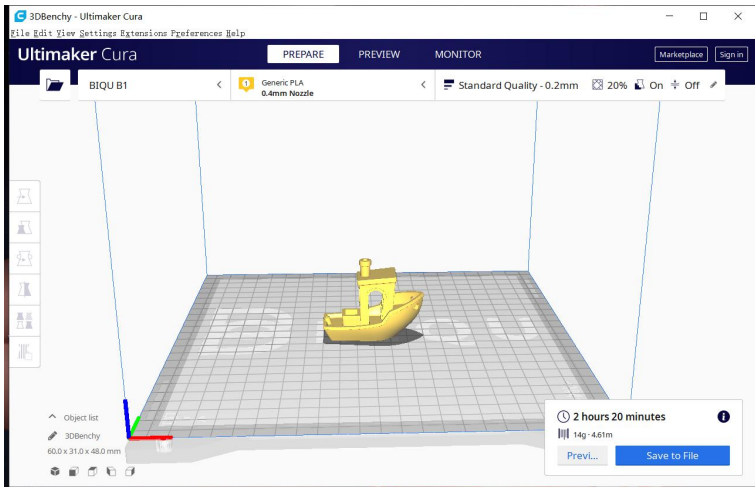 3DBenchy - Ultimaker Cura
File Edit View Settings Extensions Preferences Help
Ultimaker Cura
PREPARE PREVIEW MONITOR
Marketplace Sign in
BIQU B1
1 Generic PLA
0.4mm Nozzle
Standard Quality - 0.2mm 20% On Off
Object list
3DBenchy
60.0 x 31.0 x 48.0 mm
2 hours 20 minutes
14g · 4.61m
Previ... Save to File